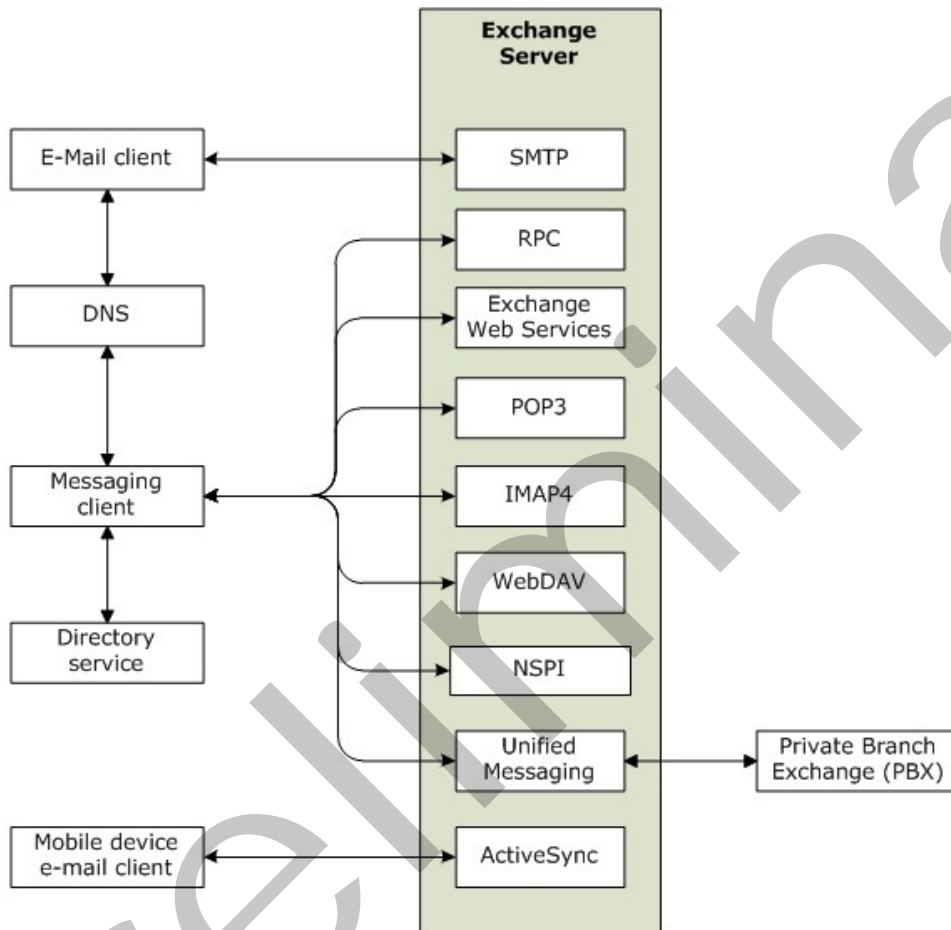 Exchange
Server
E-Mail client
SMTP
RPC
DNS
Exchange
Web Services
POP3
Messaging
client
IMAP4
WebDAV
Directory
service
NSPI
Unified
Messaging
Private Branch
Exchange (PBX)
Mobile device
e-mail client
ActiveSync
elimina